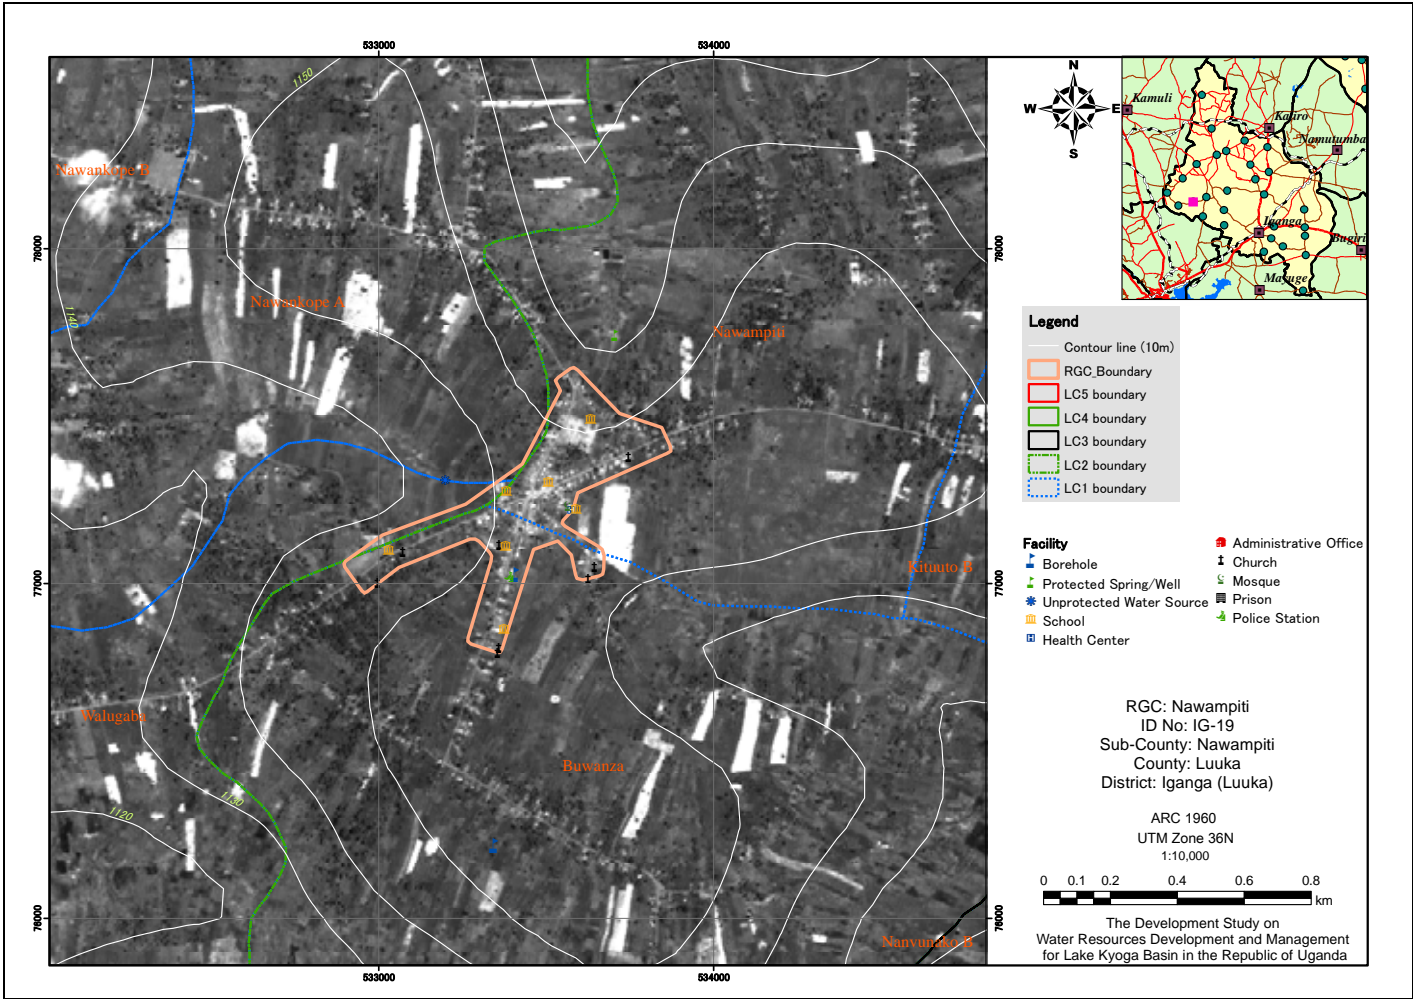 533000
534000
78000
77000
76000
78000
77000
76000
533000
534000
1150
1140
1130
1120
Nawankope B
Nawankope A
Nawampiti
Kituuto B
Walugaba
Buwanza
Nanvunako B
N
W
E
S
Kamuli
Kaliro
Namutumba
Iganga
Bugiri
Mayuge
Legend
Contour line (10m)
RGC_Boundary
LC5 boundary
LC4 boundary
LC3 boundary
LC2 boundary
LC1 boundary
Facility
Borehole
Protected Spring/Well
Unprotected Water Source
School
Health Center
Administrative Office
Church
Mosque
Prison
Police Station
RGC: Nawampiti
ID No: IG-19
Sub-County: Nawampiti
County: Luuka
District: Iganga (Luuka)
ARC 1960
UTM Zone 36N
1:10,000
0 0.1 0.2 0.4 0.6 0.8
km
The Development Study on
Water Resources Development and Management
for Lake Kyoga Basin in the Republic of Uganda